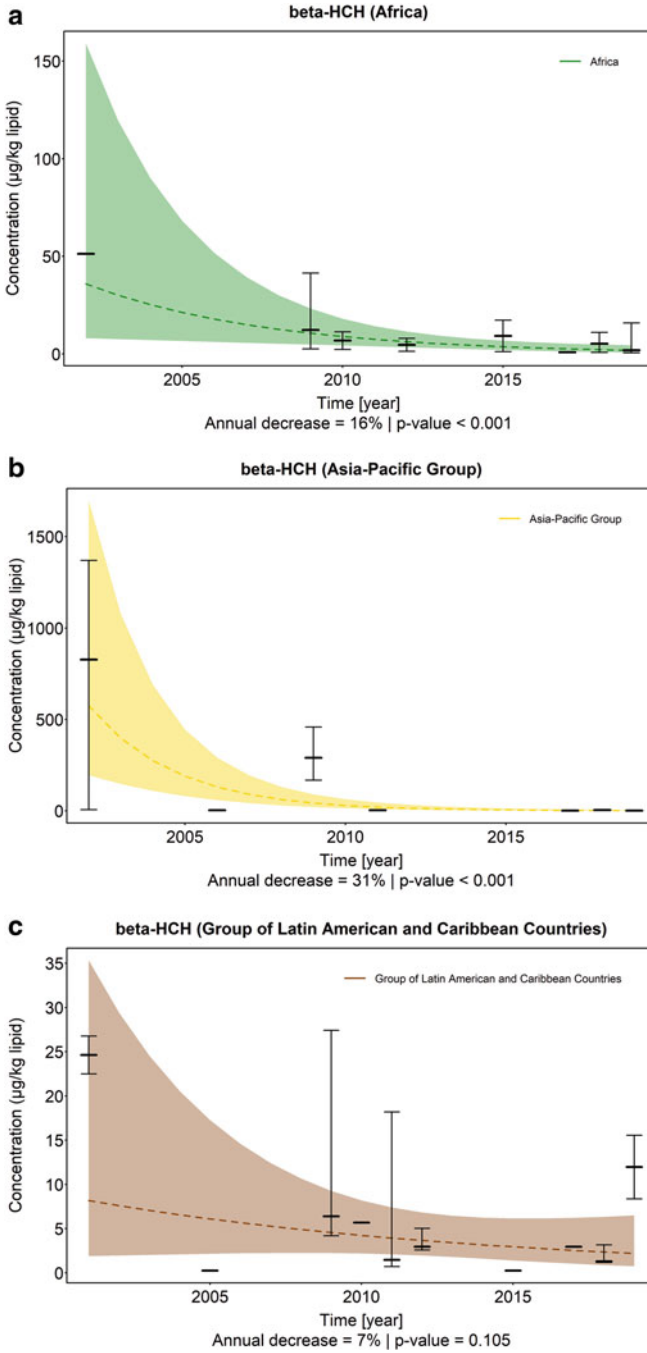 a
beta-HCH (Africa)
Concentration (µg/kg lipid)
150
100
50
0
Africa
2005 2010 2015
Time [year]
Annual decrease = 16% | p-value < 0.001
b
beta-HCH (Asia-Pacific Group)
Concentration (µg/kg lipid)
1500
1000
500
0
Asia-Pacific Group
2005 2010 2015
Time [year]
Annual decrease = 31% | p-value < 0.001
c
beta-HCH (Group of Latin American and Caribbean Countries)
Concentration (µg/kg lipid)
35
30
25
20
15
10
5
0
Group of Latin American and Caribbean Countries
2005 2010 2015
Time [year]
Annual decrease = 7% | p-value = 0.105